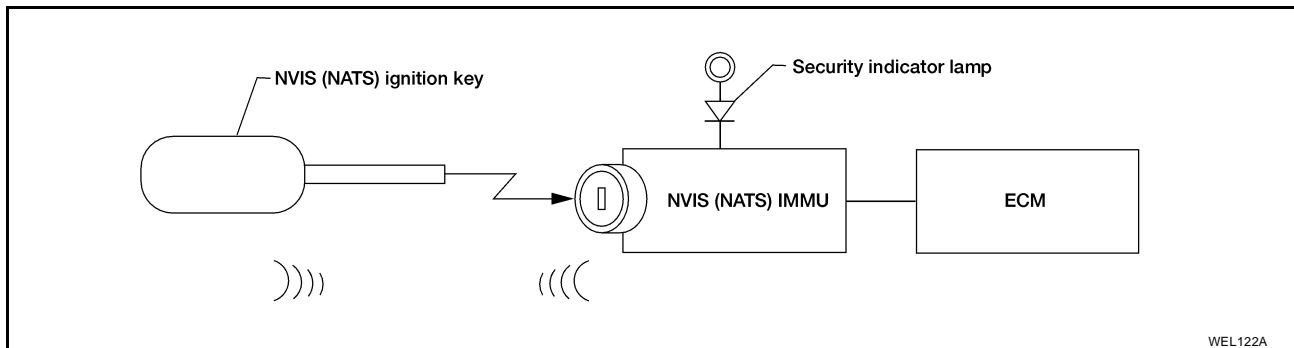 NVIS (NATS) ignition key
Security indicator lamp
NVIS (NATS) IMMU
ECM
WEL122A